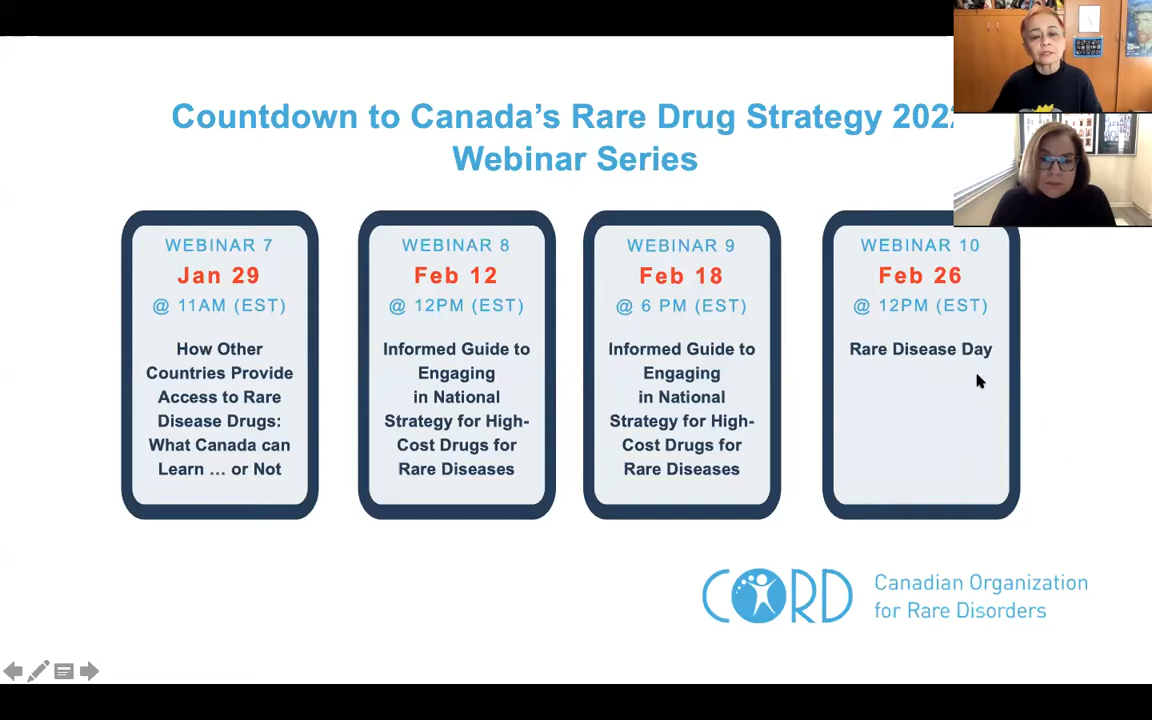 Countdown to Canada's Rare Drug Strategy 202
Webinar Series
WEBINAR 7
Jan 29
@ 11AM (EST)
How Other
Countries Provide
Access to Rare
Disease Drugs:
What Canada can
Learn ... or Not
WEBINAR 8
Feb 12
@ 12PM (EST)
Informed Guide to
Engaging
in National
Strategy for High-
Cost Drugs for
Rare Diseases
WEBINAR 9
Feb 18
@ 6 PM (EST)
Informed Guide to
Engaging
in National
Strategy for High-
Cost Drugs for
Rare Diseases
WEBINAR 10
Feb 26
@ 12PM (EST)
Rare Disease Day
CORD
Canadian Organization
for Rare Disorders